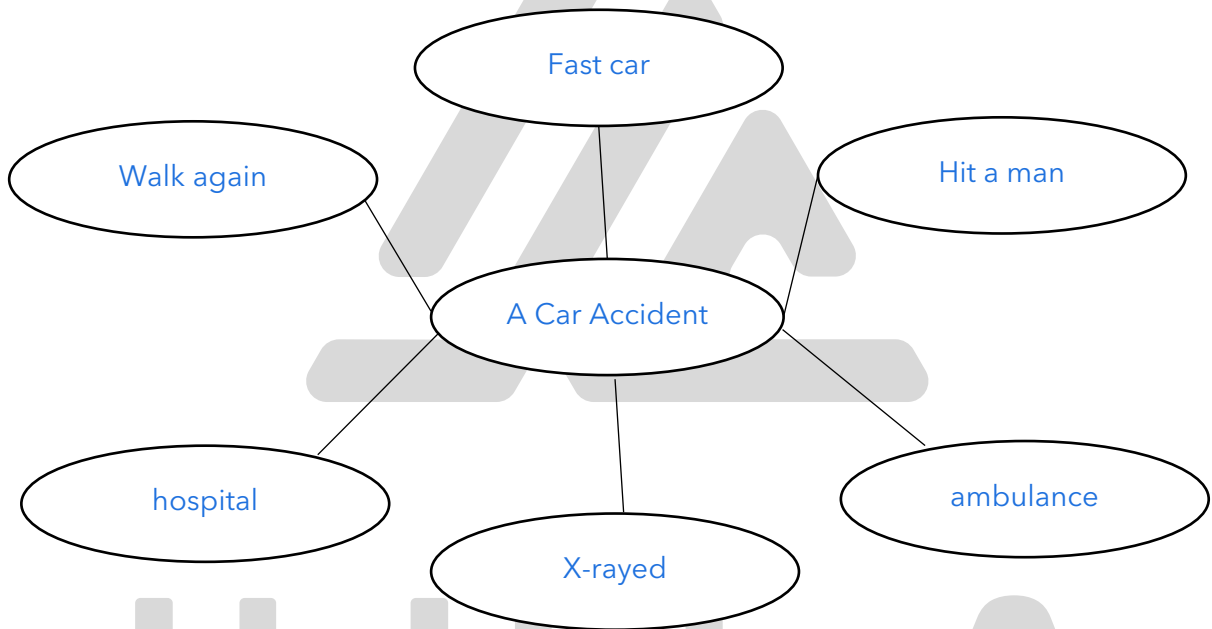 Fast car
Walk again
Hit a man
A Car Accident
hospital
ambulance
X-rayed